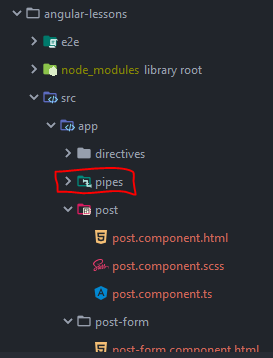 angular-lessons
e2e
node_modules library root
src
app
directives
pipes
post
post.component.html
post.component.scss
post.component.ts
post-form
post-form.component.html